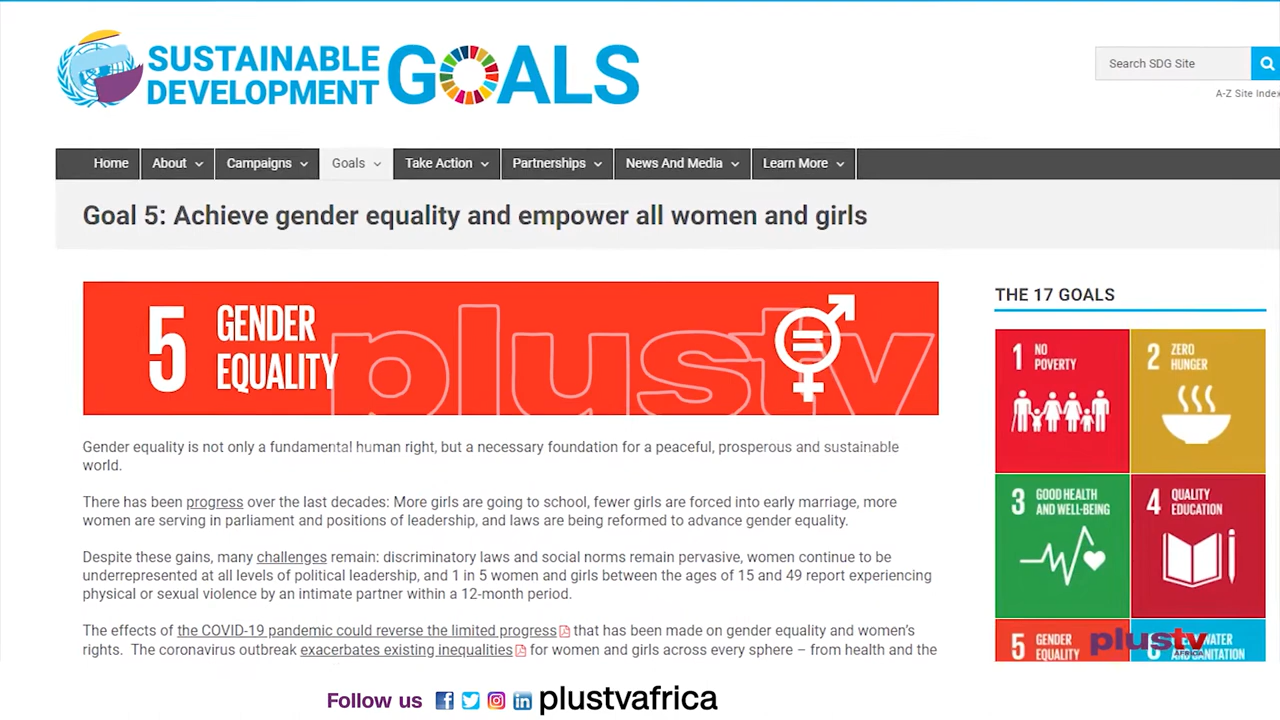 SUSTAINABLE
DEVELOPMENT
GOALS
Search SDG Site
A-Z Site Index
Home
About
Campaigns
Goals
Take Action
Partnerships
News And Media
Learn More
Goal 5: Achieve gender equality and empower all women and girls
5 GENDER
EQUALITY
plustv
Gender equality is not only a fundamental human right, but a necessary foundation for a peaceful, prosperous and sustainable
world.
There has been progress over the last decades: More girls are going to school, fewer girls are forced into early marriage, more
women are serving in parliament and positions of leadership, and laws are being reformed to advance gender equality.
Despite these gains, many challenges remain: discriminatory laws and social norms remain pervasive, women continue to be
underrepresented at all levels of political leadership, and 1 in 5 women and girls between the ages of 15 and 49 report experiencing
physical or sexual violence by an intimate partner within a 12-month period.
The effects of the COVID-19 pandemic could reverse the limited progress that has been made on gender equality and women's
rights. The coronavirus outbreak exacerbates existing inequalities for women and girls across every sphere – from health and the
THE 17 GOALS
1 NO
POVERTY
2 ZERO
HUNGER
3 GOOD HEALTH
AND WELL-BEING
4 QUALITY
EDUCATION
5 GENDER
EQUALITY
6 WATER
AND SANITATION
plustv
AFRICA
Follow us plustvafrica